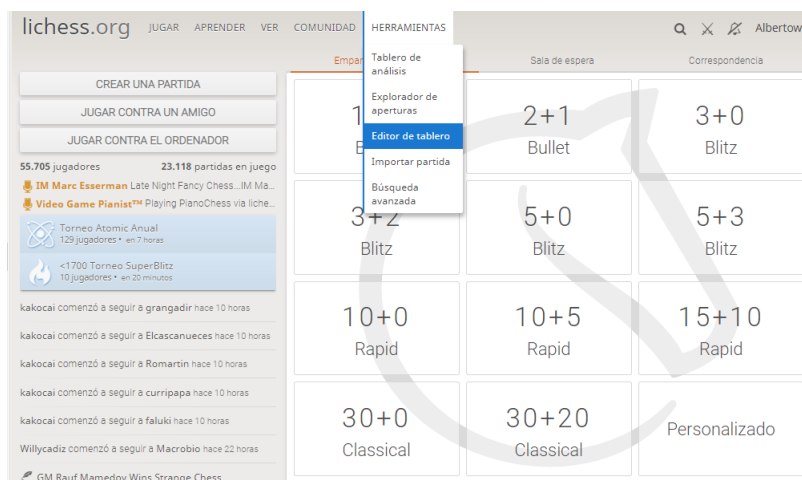 lichess.org JUGAR APRENDER VER COMUNIDAD HERRAMIENTAS Albertow
Tablero de
análisis
Explorador de
aperturas
Editor de tablero
Importar partida
Búsqueda
avanzada
CREAR UNA PARTIDA
JUGAR CONTRA UN AMIGO
JUGAR CONTRA EL ORDENADOR
55.705 jugadores 23.118 partidas en juego
IM Marc Esserman Late Night Fancy Chess...IM Ma...
Video Game Pianist™ Playing PianoChess via liche...
Torneo Atomic Anual
129 jugadores • en 7 horas
<1700 Torneo SuperBlitz
10 jugadores • en 20 minutos
kakocai comenzó a seguir a grangadir hace 10 horas
kakocai comenzó a seguir a Elcascanueces hace 10 horas
kakocai comenzó a seguir a Romartin hace 10 horas
kakocai comenzó a seguir a curripapa hace 10 horas
kakocai comenzó a seguir a faluki hace 10 horas
Willycadiz comenzó a seguir a Macrobio hace 22 horas
GM Rauf Mamedov Wins Strange Chess
Sala de espera Correspondencia
2+1
Bullet
3+0
Blitz
3+2
Blitz
5+0
Blitz
5+3
Blitz
10+0
Rapid
10+5
Rapid
15+10
Rapid
30+0
Classical
30+20
Classical
Personalizado